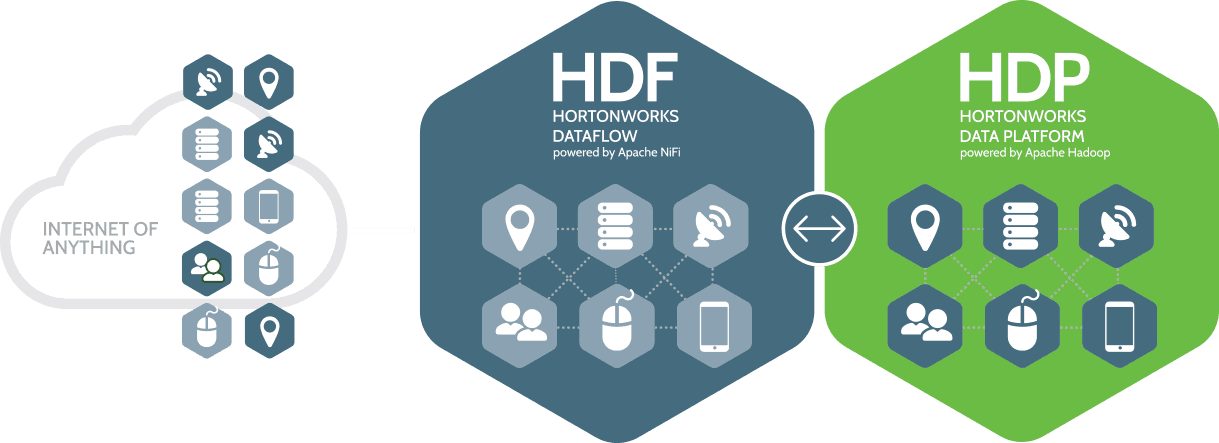 INTERNET OF
ANYTHING
HDF
HORTONWORKS
DATAFLOW
powered by Apache NiFi
HDP
HORTONWORKS
DATA PLATFORM
powered by Apache Hadoop